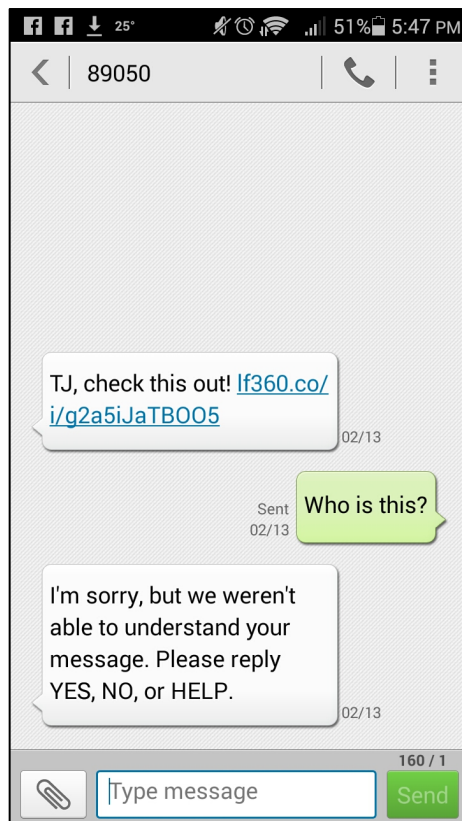 25°
51%
5:47 PM
89050
TJ, check this out! lf360.co/
i/g2a5iJaTBOO5
02/13
Who is this?
Sent
02/13
I'm sorry, but we weren't
able to understand your
message. Please reply
YES, NO, or HELP.
02/13
160 / 1
Type message
Send